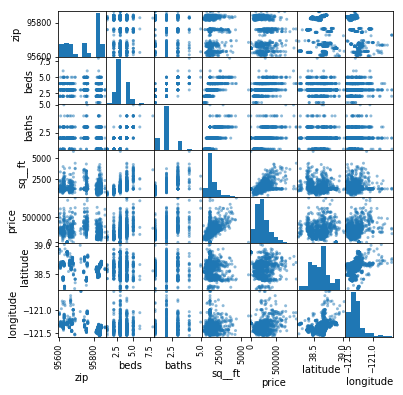 zip
95800
95600
beds
7.5
5.0
2.5
baths
5.0
2.5
sq__ft
5000
2500
price
500000
0
latitude
39.0
38.5
longitude
−121.0
−121.5
95600
95800
2.5
5.0
7.5
2.5
5.0
2500
5000
0
500000
38.5
39.0
−121.5
−121.0
zip
beds
baths
sq__ft
price
latitude
longitude